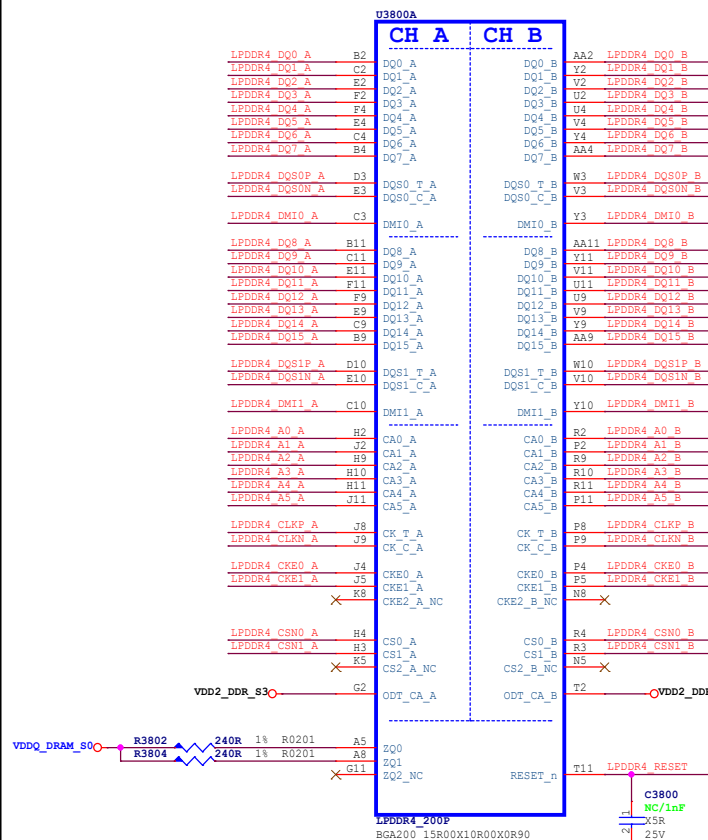 U3800A
CH A CH B
LPDDR4_DQ0_A B2 DQ0_A DQ0_B AA2 LPDDR4_DQ0_B
LPDDR4_DQ1_A C2 DQ1_A DQ1_B Y2 LPDDR4_DQ1_B
LPDDR4_DQ2_A E2 DQ2_A DQ2_B V2 LPDDR4_DQ2_B
LPDDR4_DQ3_A F2 DQ3_A DQ3_B U2 LPDDR4_DQ3_B
LPDDR4_DQ4_A F4 DQ4_A DQ4_B U4 LPDDR4_DQ4_B
LPDDR4_DQ5_A E4 DQ5_A DQ5_B V4 LPDDR4_DQ5_B
LPDDR4_DQ6_A C4 DQ6_A DQ6_B Y4 LPDDR4_DQ6_B
LPDDR4_DQ7_A B4 DQ7_A DQ7_B AA4 LPDDR4_DQ7_B
LPDDR4_DQS0P_A D3 DQS0_T_A DQS0_T_B W3 LPDDR4_DQS0P_B
LPDDR4_DQS0N_A E3 DQS0_C_A DQS0_C_B V3 LPDDR4_DQS0N_B
LPDDR4_DMI0_A C3 DMI0_A DMI0_B Y3 LPDDR4_DMI0_B
LPDDR4_DQ8_A B11 DQ8_A DQ8_B AA11 LPDDR4_DQ8_B
LPDDR4_DQ9_A C11 DQ9_A DQ9_B Y11 LPDDR4_DQ9_B
LPDDR4_DQ10_A E11 DQ10_A DQ10_B V11 LPDDR4_DQ10_B
LPDDR4_DQ11_A F11 DQ11_A DQ11_B U11 LPDDR4_DQ11_B
LPDDR4_DQ12_A F9 DQ12_A DQ12_B U9 LPDDR4_DQ12_B
LPDDR4_DQ13_A E9 DQ13_A DQ13_B V9 LPDDR4_DQ13_B
LPDDR4_DQ14_A C9 DQ14_A DQ14_B Y9 LPDDR4_DQ14_B
LPDDR4_DQ15_A B9 DQ15_A DQ15_B AA9 LPDDR4_DQ15_B
LPDDR4_DQS1P_A D10 DQS1_T_A DQS1_T_B W10 LPDDR4_DQS1P_B
LPDDR4_DQS1N_A E10 DQS1_C_A DQS1_C_B V10 LPDDR4_DQS1N_B
LPDDR4_DMI1_A C10 DMI1_A DMI1_B Y10 LPDDR4_DMI1_B
LPDDR4_A0_A H2 CA0_A CA0_B R2 LPDDR4_A0_B
LPDDR4_A1_A J2 CA1_A CA1_B P2 LPDDR4_A1_B
LPDDR4_A2_A H9 CA2_A CA2_B R9 LPDDR4_A2_B
LPDDR4_A3_A H10 CA3_A CA3_B R10 LPDDR4_A3_B
LPDDR4_A4_A H11 CA4_A CA4_B R11 LPDDR4_A4_B
LPDDR4_A5_A J11 CA5_A CA5_B P11 LPDDR4_A5_B
LPDDR4_CLKP_A J8 CK_T_A CK_T_B P8 LPDDR4_CLKP_B
LPDDR4_CLKN_A J9 CK_C_A CK_C_B P9 LPDDR4_CLKN_B
LPDDR4_CKE0_A J4 CKE0_A CKE0_B P4 LPDDR4_CKE0_B
LPDDR4_CKE1_A J5 CKE1_A CKE1_B P5 LPDDR4_CKE1_B
K8 CKE2_A_NC CKE2_B_NC N8
LPDDR4_CSN0_A H4 CS0_A CS0_B R4 LPDDR4_CSN0_B
LPDDR4_CSN1_A H3 CS1_A CS1_B R3 LPDDR4_CSN1_B
K5 CS2_A_NC CS2_B_NC N5
VDD2_DDR_S3 G2 ODT_CA_A ODT_CA_B T2 VDD2_DDR
VDDQ_DRAM_S0 R3802 240R 1% R0201 A5 ZQ0
R3804 240R 1% R0201 A8 ZQ1
G11 ZQ2_NC RESET_n T11 LPDDR4_RESET
C3800
NC/1nF
X5R
25V
1
2
LPDDR4_200P
BGA200_15R00X10R00X0R90